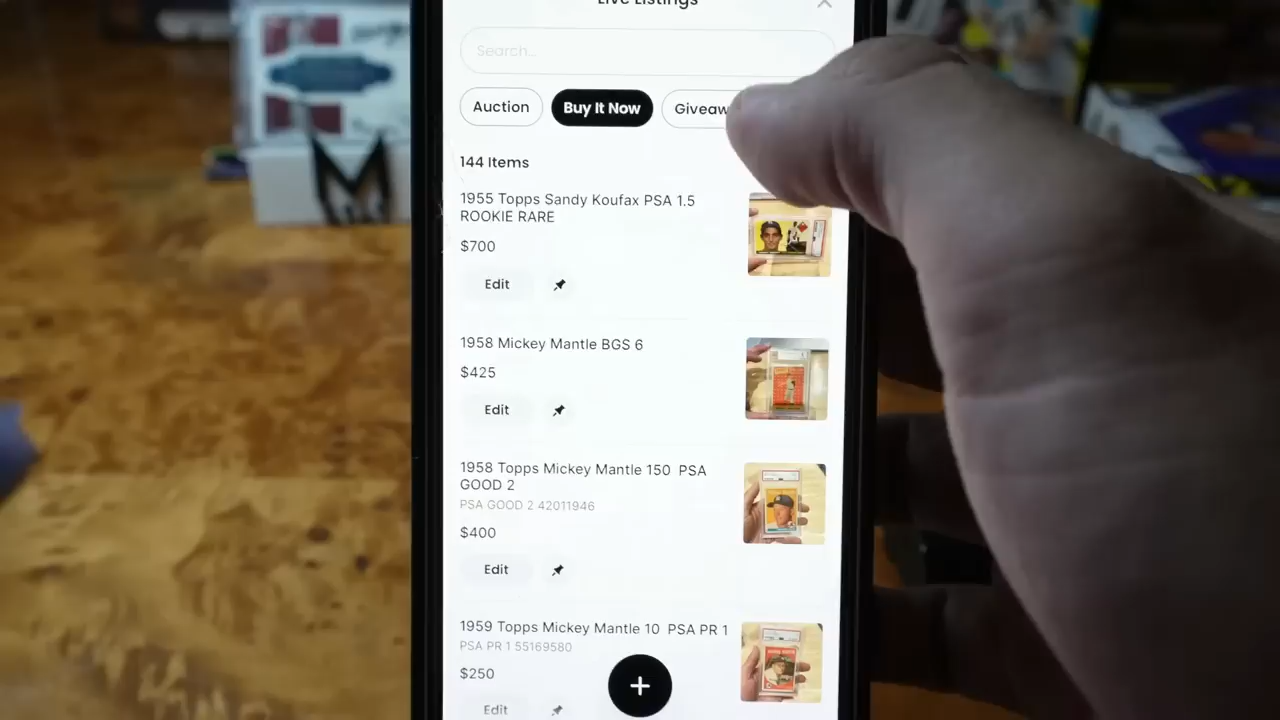 Live Listings
Search...
Auction
Buy It Now
Giveaw
144 Items
1955 Topps Sandy Koufax PSA 1.5
ROOKIE RARE
$700
Edit
1958 Mickey Mantle BGS 6
$425
Edit
1958 Topps Mickey Mantle 150 PSA
GOOD 2
PSA GOOD 2 42011946
$400
Edit
1959 Topps Mickey Mantle 10 PSA PR 1
PSA PR 1 55169580
$250
Edit